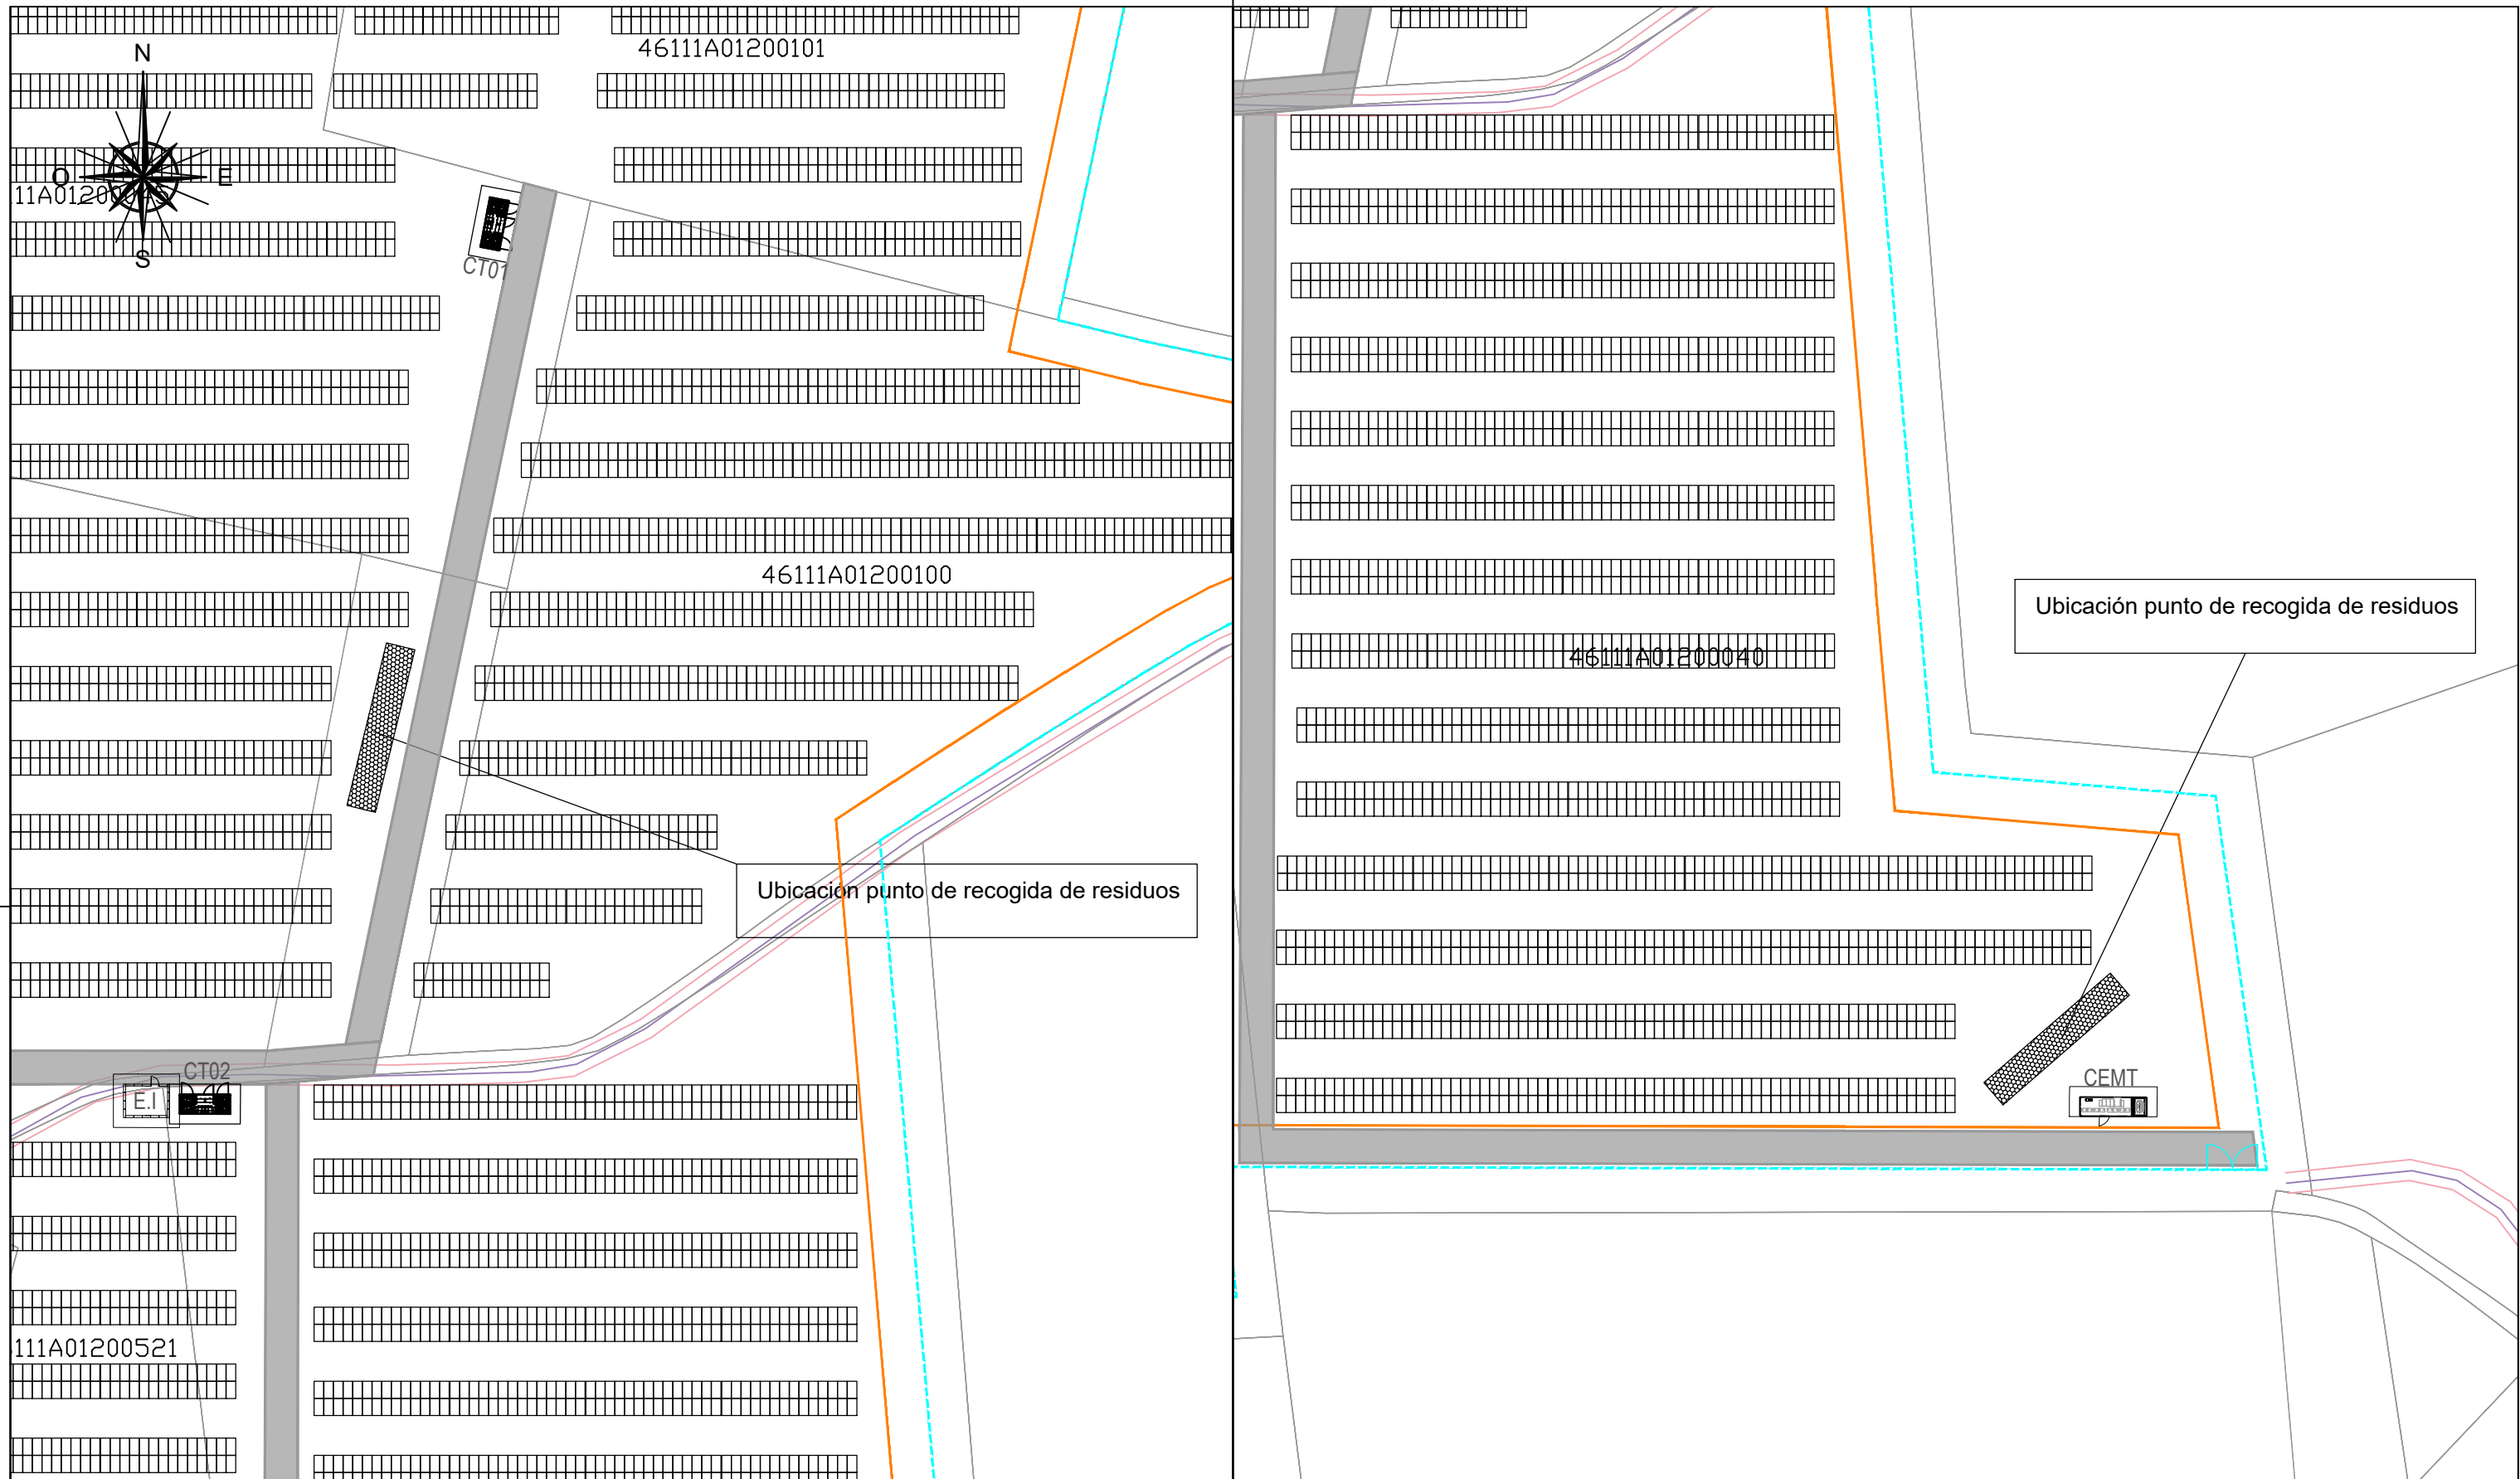 46111A01200101
N
O
E
S
CT01
46111A01200100
Ubicación punto de recogida de residuos
CT02
E.I
111A01200521
Ubicación punto de recogida de residuos
46111A01200040
CEMT